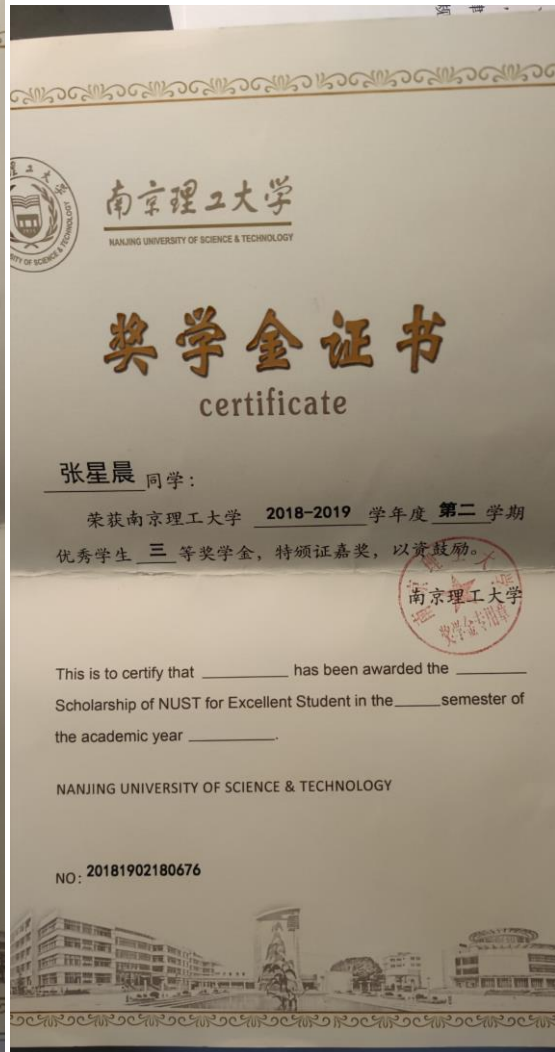 南京理工大学
NANJING UNIVERSITY OF SCIENCE & TECHNOLOGY
奖学金证书
certificate
张星晨同学：
荣获南京理工大学 2018-2019 学年度 第二 学期
优秀学生 三 等奖学金，特颁证嘉奖，以资鼓励。
南京理工大学
This is to certify that __________ has been awarded the ________
Scholarship of NUST for Excellent Student in the _____ semester of
the academic year __________.
NANJING UNIVERSITY OF SCIENCE & TECHNOLOGY
NO: 20181902180676